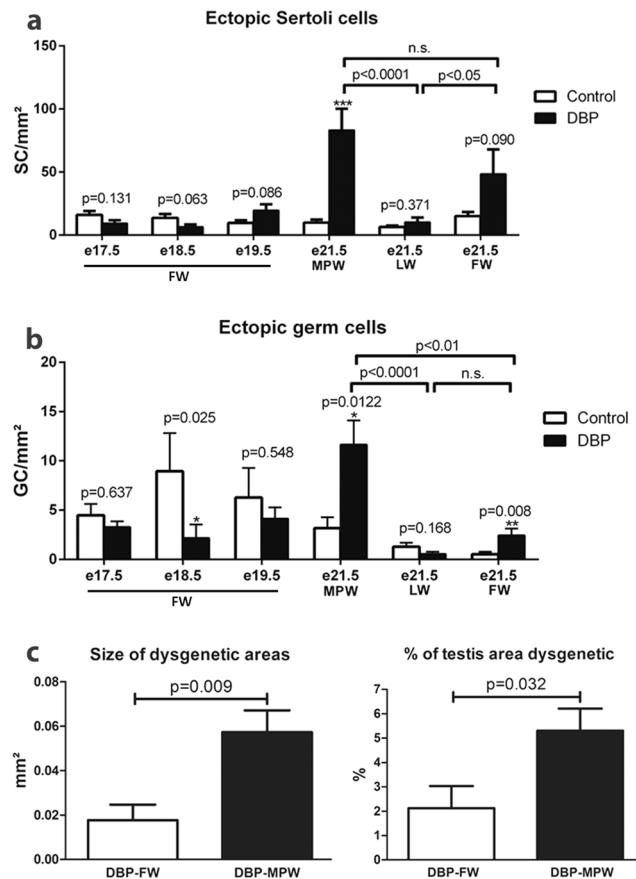 a
Ectopic Sertoli cells
n.s.
p<0.0001 p<0.05
Control
DBP
SC/mm²
150
100
50
0
p=0.131 p=0.063 p=0.086 *** p=0.371 p=0.090
e17.5 e18.5 e19.5 e21.5 e21.5 e21.5
MPW LW FW
FW
b
Ectopic germ cells
p<0.01
p<0.0001 n.s.
Control
DBP
GC/mm²
20
15
10
5
0
p=0.637 p=0.025 p=0.548 p=0.0122 p=0.168 p=0.008
* * **
e17.5 e18.5 e19.5 e21.5 e21.5 e21.5
MPW LW FW
FW
c
Size of dysgenetic areas
p=0.009
mm²
0.08
0.06
0.04
0.02
0.00
DBP-FW DBP-MPW
% of testis area dysgenetic
p=0.032
%
7
6
5
4
3
2
1
0
DBP-FW DBP-MPW